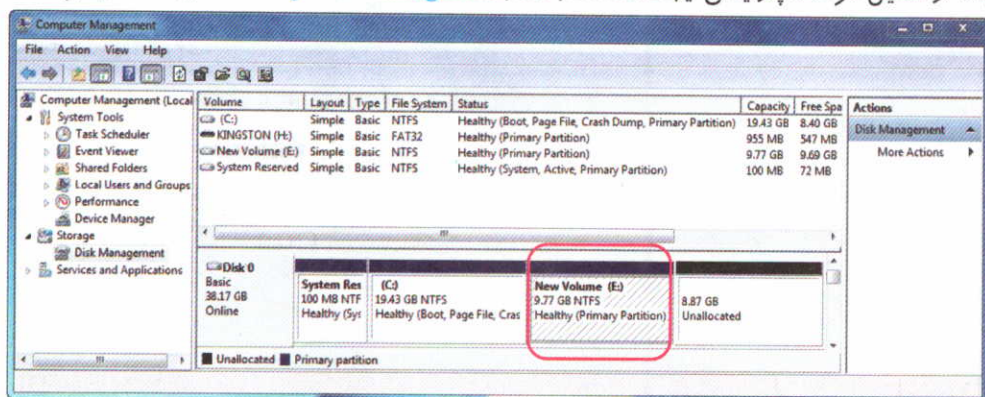 Computer Management
File Action View Help
Computer Management (Local
System Tools
Task Scheduler
Event Viewer
Shared Folders
Local Users and Groups
Performance
Device Manager
Storage
Disk Management
Services and Applications
Volume Layout Type File System Status Capacity Free Spa
(C:) Simple Basic NTFS Healthy (Boot, Page File, Crash Dump, Primary Partition) 19.43 GB 8.40 GB
KINGSTON (H:) Simple Basic FAT32 Healthy (Primary Partition) 955 MB 547 MB
New Volume (E:) Simple Basic NTFS Healthy (Primary Partition) 9.77 GB 9.69 GB
System Reserved Simple Basic NTFS Healthy (System, Active, Primary Partition) 100 MB 72 MB
Disk 0
Basic
38.17 GB
Online
System Res
100 MB NTF
Healthy (Sys
(C:)
19.43 GB NTFS
Healthy (Boot, Page File, Cras
New Volume (E:)
9.77 GB NTFS
Healthy (Primary Partition)
8.87 GB
Unallocated
Unallocated Primary partition
Actions
Disk Management
More Actions